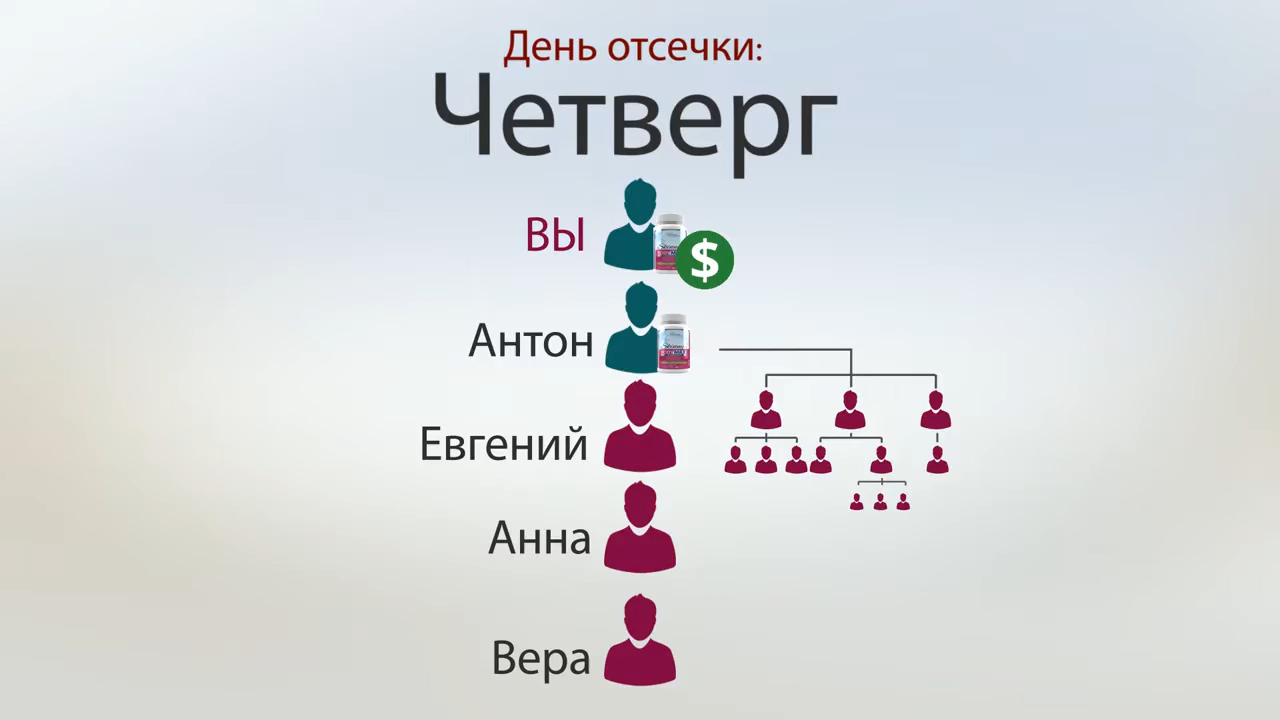 День отсечки:
Четверг
ВЫ
$
Антон
Евгений
Анна
Вера